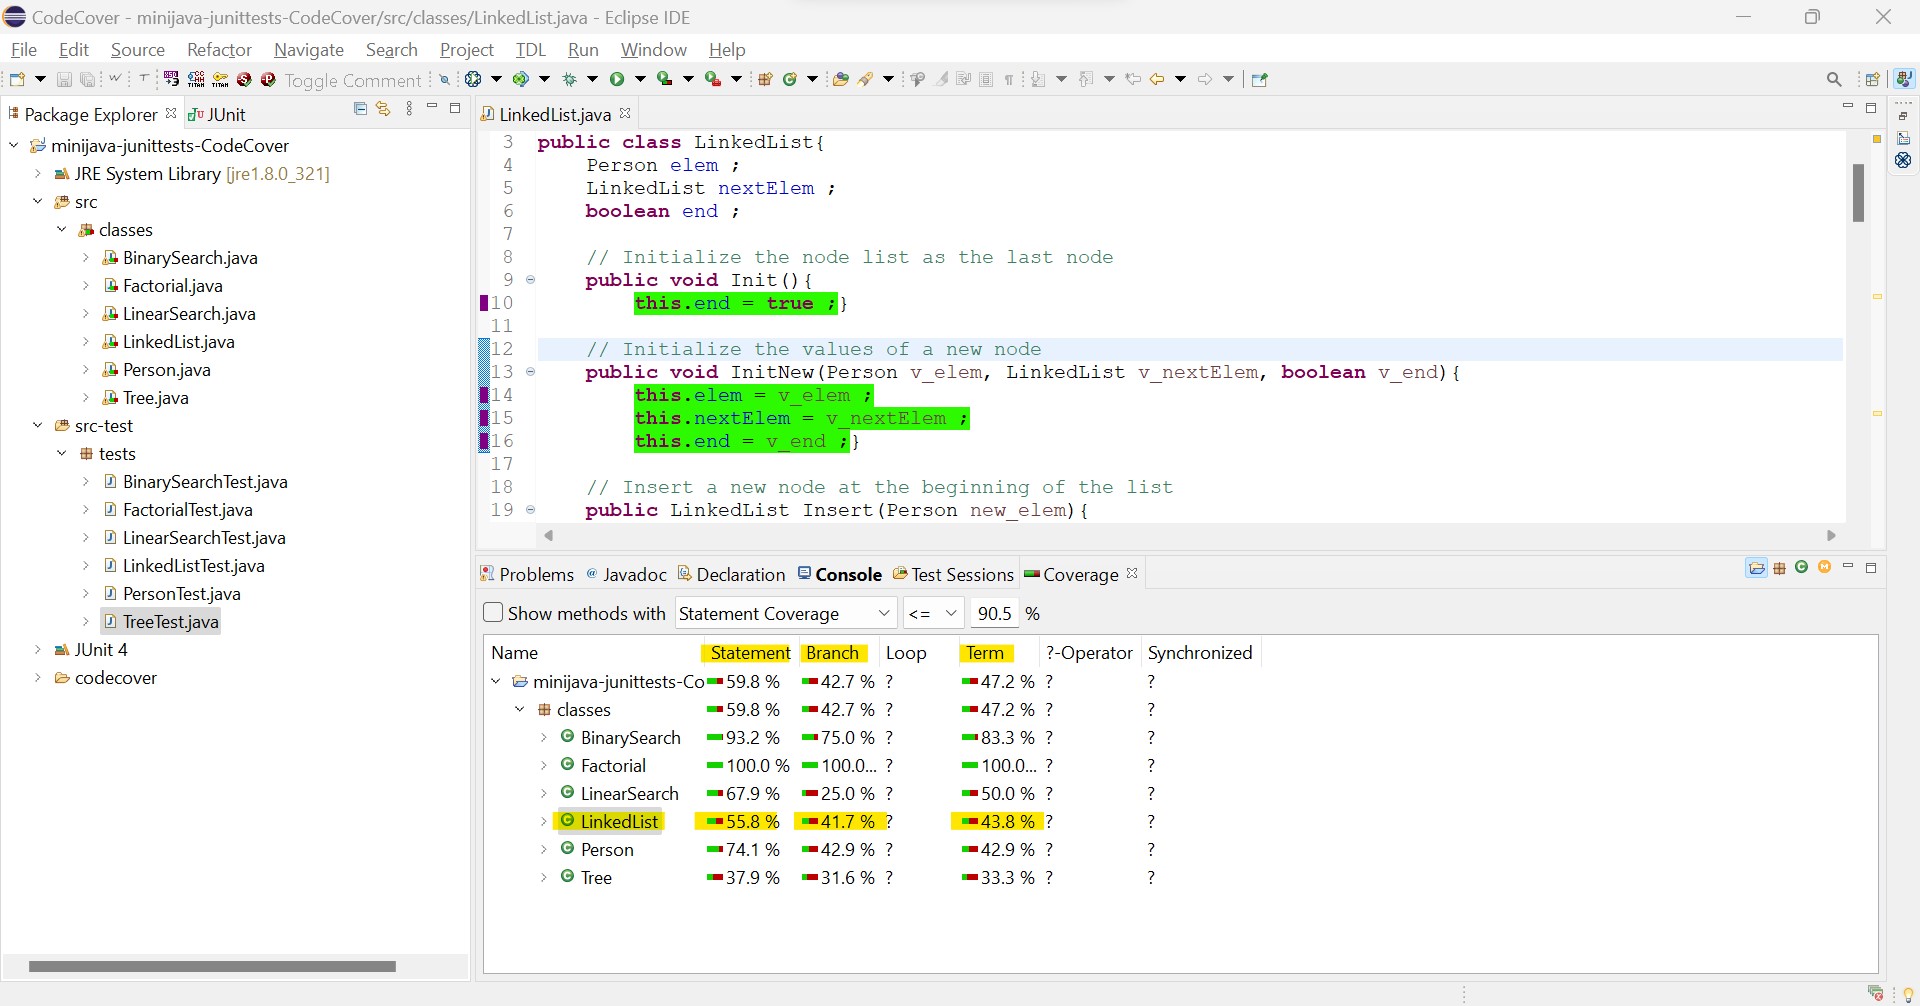 CodeCover - minijava-junittests-CodeCover/src/classes/LinkedList.java - Eclipse IDE
File Edit Source Refactor Navigate Search Project TDL Run Window Help
Toggle Comment
Package Explorer
JUnit
minijava-junittests-CodeCover
JRE System Library [jre1.8.0_321]
src
classes
BinarySearch.java
Factorial.java
LinearSearch.java
LinkedList.java
Person.java
Tree.java
src-test
tests
BinarySearchTest.java
FactorialTest.java
LinearSearchTest.java
LinkedListTest.java
PersonTest.java
TreeTest.java
JUnit 4
codecover
LinkedList.java
3 public class LinkedList{
4 Person elem ;
5 LinkedList nextElem ;
6 boolean end ;
7
8 // Initialize the node list as the last node
9 public void Init(){
10 this.end = true ;}
11
12 // Initialize the values of a new node
13 public void InitNew(Person v_elem, LinkedList v_nextElem, boolean v_end){
14 this.elem = v_elem ;
15 this.nextElem = v_nextElem ;
16 this.end = v_end ;}
17
18 // Insert a new node at the beginning of the list
19 public LinkedList Insert(Person new_elem){
Problems @ Javadoc Declaration Console Test Sessions Coverage
Show methods with Statement Coverage <= 90.5 %
Name Statement Branch Loop Term ?-Operator Synchronized
minijava-junittests-Co 59.8 % 42.7 % ? 47.2 % ? ?
classes 59.8 % 42.7 % ? 47.2 % ? ?
BinarySearch 93.2 % 75.0 % ? 83.3 % ? ?
Factorial 100.0 % 100.0... ? 100.0... ? ?
LinearSearch 67.9 % 25.0 % ? 50.0 % ? ?
LinkedList 55.8 % 41.7 % ? 43.8 % ? ?
Person 74.1 % 42.9 % ? 42.9 % ? ?
Tree 37.9 % 31.6 % ? 33.3 % ? ?